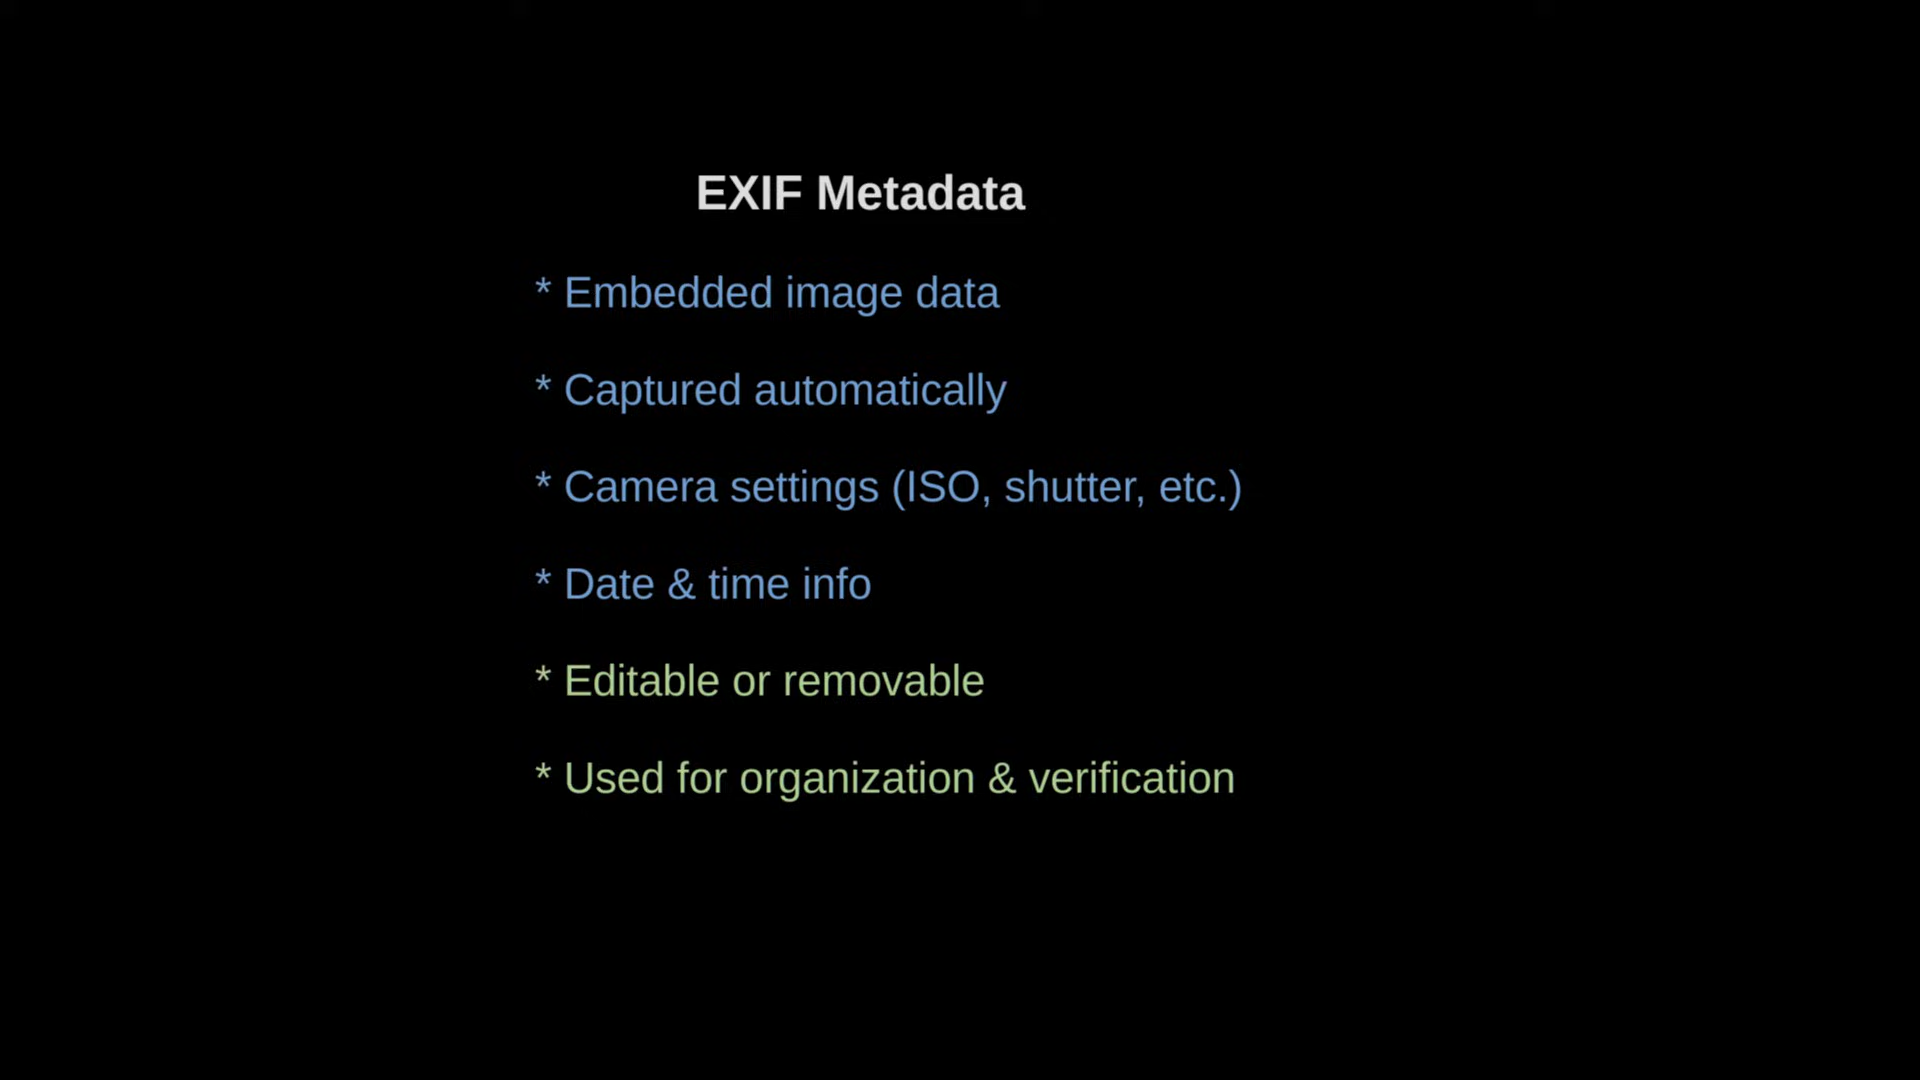 EXIF Metadata
* Embedded image data
* Captured automatically
* Camera settings (ISO, shutter, etc.)
* Date & time info
* Editable or removable
* Used for organization & verification